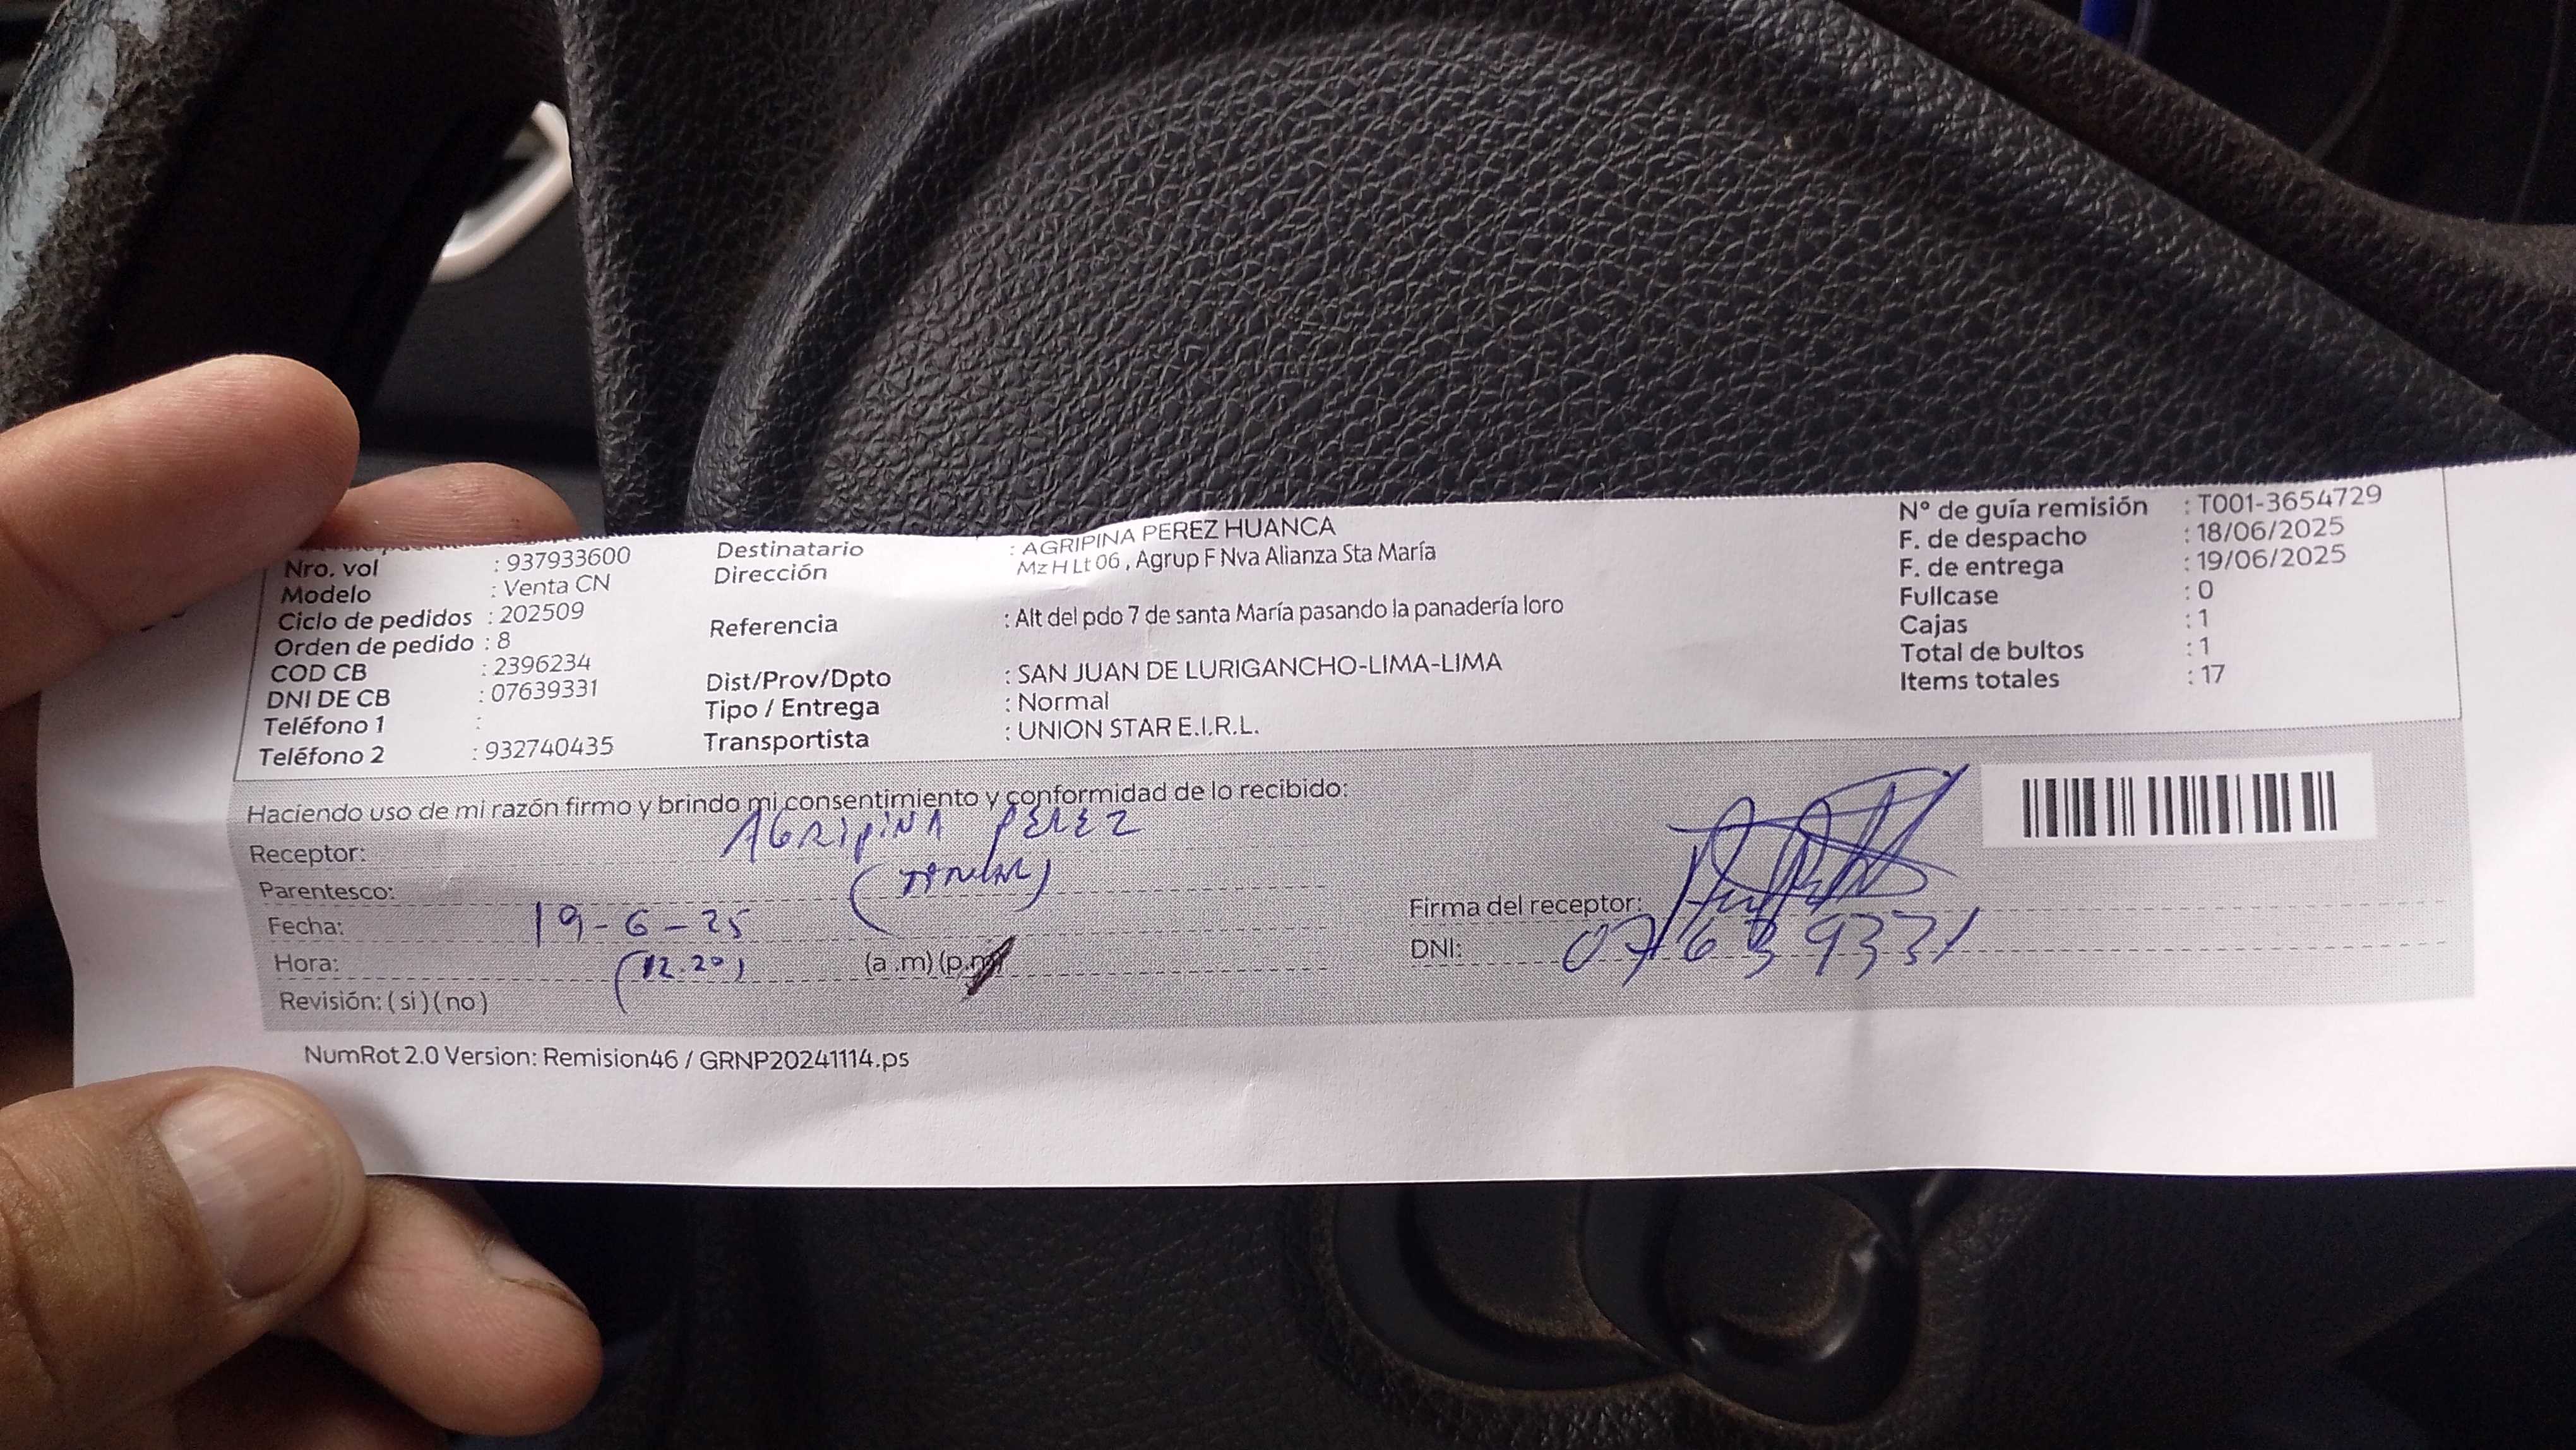 Nro. vol : 937933600
Modelo : Venta CN
Ciclo de pedidos : 202509
Orden de pedido : 8
COD CB : 2396234
DNI DE CB : 07639331
Teléfono 1 :
Teléfono 2 : 932740435
Destinatario : AGRIPINA PEREZ HUANCA
Dirección Mz H Lt 06 , Agrup F Nva Alianza Sta María
Referencia : Alt del pdo 7 de santa María pasando la panadería loro
Dist/Prov/Dpto : SAN JUAN DE LURIGANCHO-LIMA-LIMA
Tipo / Entrega : Normal
Transportista : UNION STAR E.I.R.L.
N° de guía remisión : T001-3654729
F. de despacho : 18/06/2025
F. de entrega : 19/06/2025
Fullcase : 0
Cajas : 1
Total de bultos : 1
Items totales : 17
Haciendo uso de mi razón firmo y brindo mi consentimiento y conformidad de lo recibido:
Receptor: AGRIPINA PEREZ
Parentesco: (TITULAR)
Fecha: 19-6-25
Hora: (12.20) (a.m) (p.m)
Revisión: ( si ) ( no )
Firma del receptor:
DNI: 07639331
NumRot 2.0 Version: Remision46 / GRNP20241114.ps